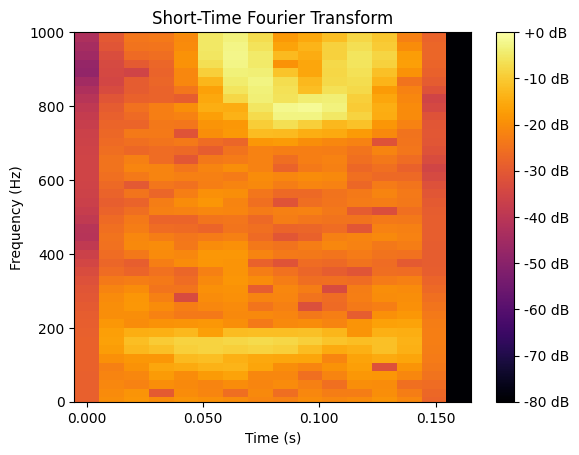 Short-Time Fourier Transform
1000
800
600
400
200
0
Frequency (Hz)
0.000
0.050
0.100
0.150
Time (s)
+0 dB
-10 dB
-20 dB
-30 dB
-40 dB
-50 dB
-60 dB
-70 dB
-80 dB